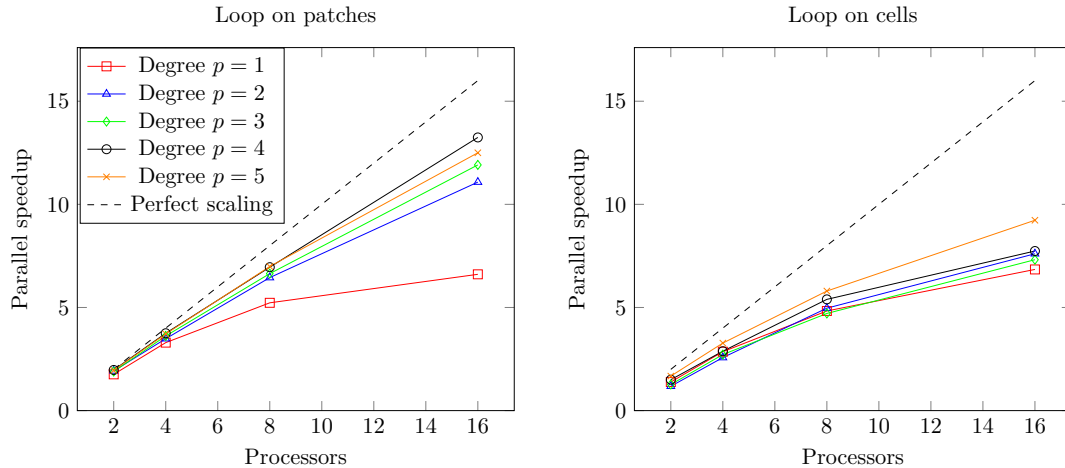 Loop on patches
Degree p = 1
Degree p = 2
Degree p = 3
Degree p = 4
Degree p = 5
Perfect scaling
Parallel speedup
0
5
10
15
2 4 6 8 10 12 14 16
Processors
Loop on cells
Parallel speedup
0
5
10
15
2 4 6 8 10 12 14 16
Processors